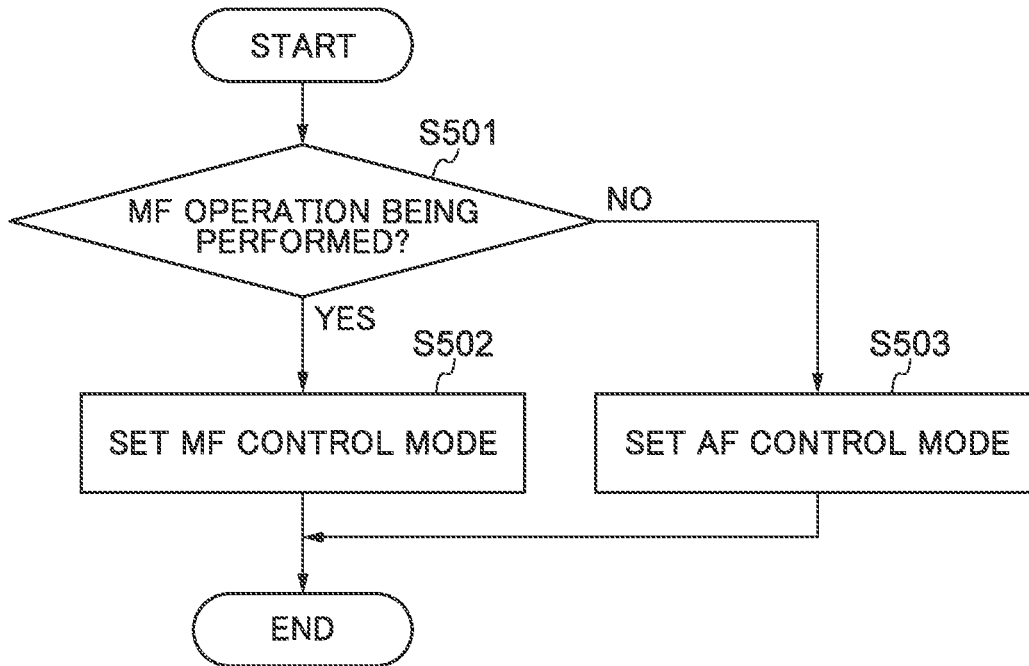 START
S501
MF OPERATION BEING
PERFORMED?
NO
YES
S502
SET MF CONTROL MODE
S503
SET AF CONTROL MODE
END